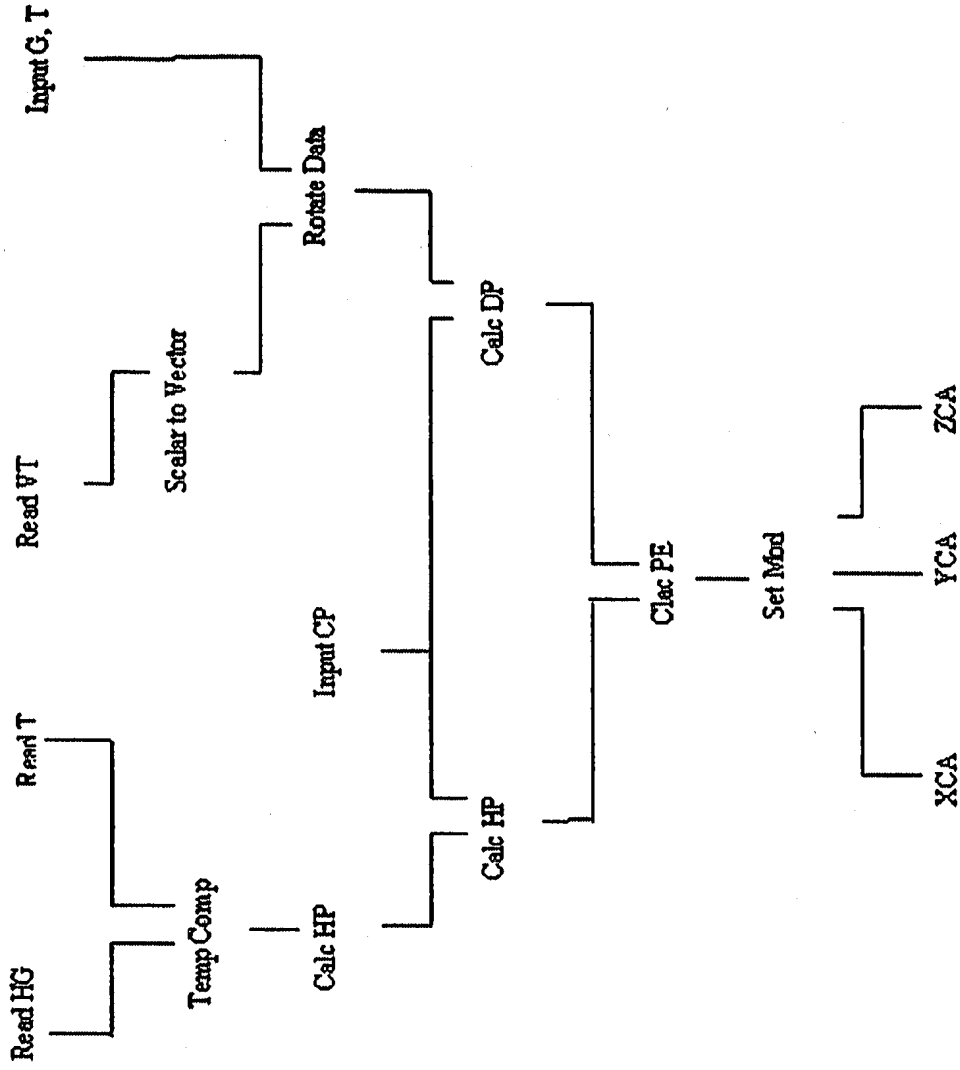 Read HG
Read T
Read VT
Input G, T
Temp Comp
Scalar to Vector
Calc HP
Input CP
Rotate Data
Calc HP
Calc DP
Clac PE
Set Mod
XCA
YCA
ZCA